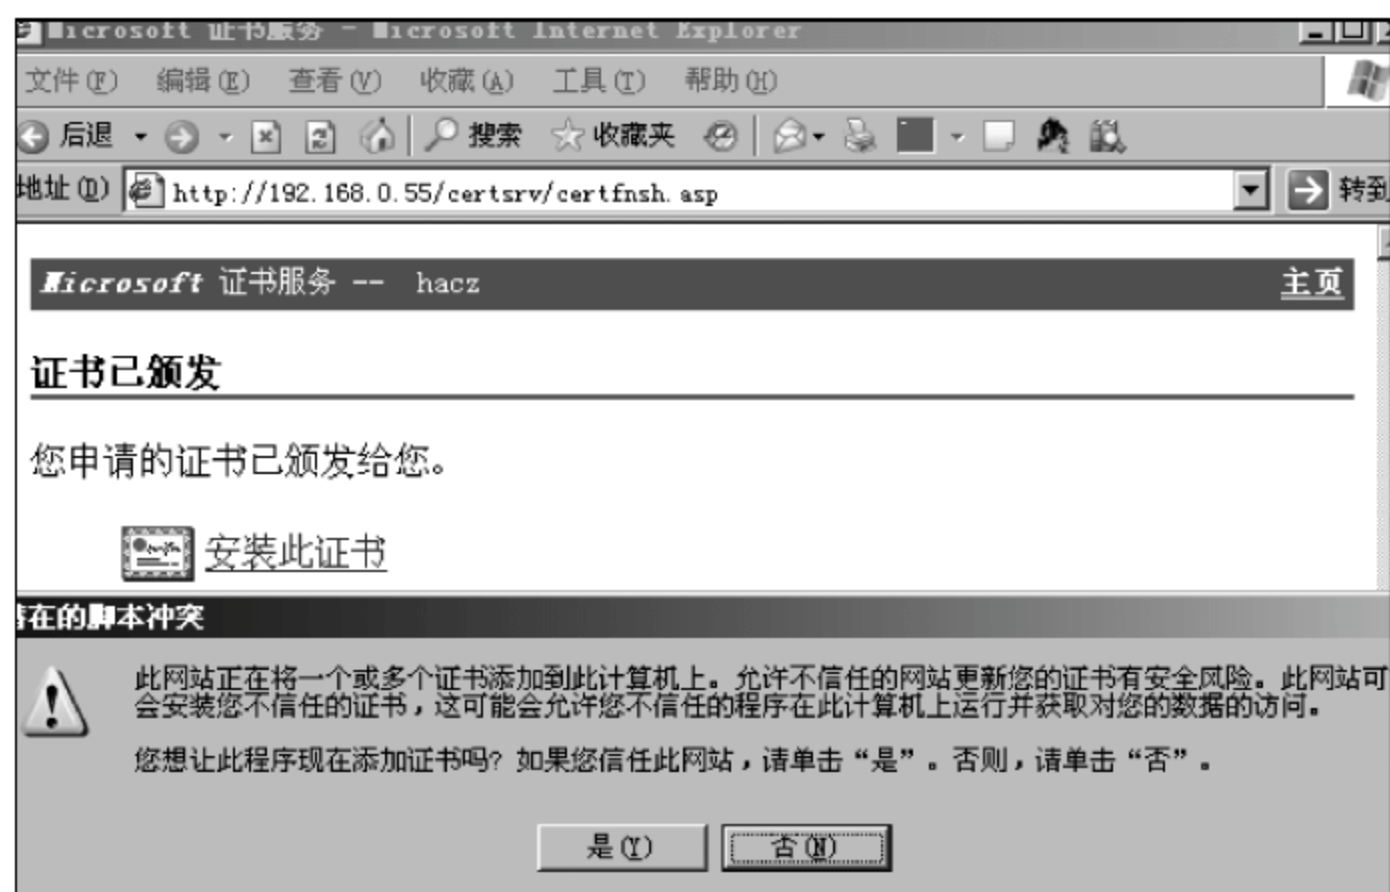 Microsoft 证书服务 - Microsoft Internet Explorer
文件(F) 编辑(E) 查看(V) 收藏(A) 工具(T) 帮助(H)
后退 搜索 收藏夹
地址(D) http://192.168.0.55/certsrv/certfnsh.asp 转到
Microsoft 证书服务 -- hacz 主页
证书已颁发
您申请的证书已颁发给您。
安装此证书
潜在的脚本冲突
此网站正在将一个或多个证书添加到此计算机上。允许不信任的网站更新您的证书有安全风险。此网站可
会安装您不信任的证书，这可能会允许您不信任的程序在此计算机上运行并获取对您的数据的访问。
您想让此程序现在添加证书吗? 如果您信任此网站，请单击“是”。否则，请单击“否”。
是(Y) 否(N)